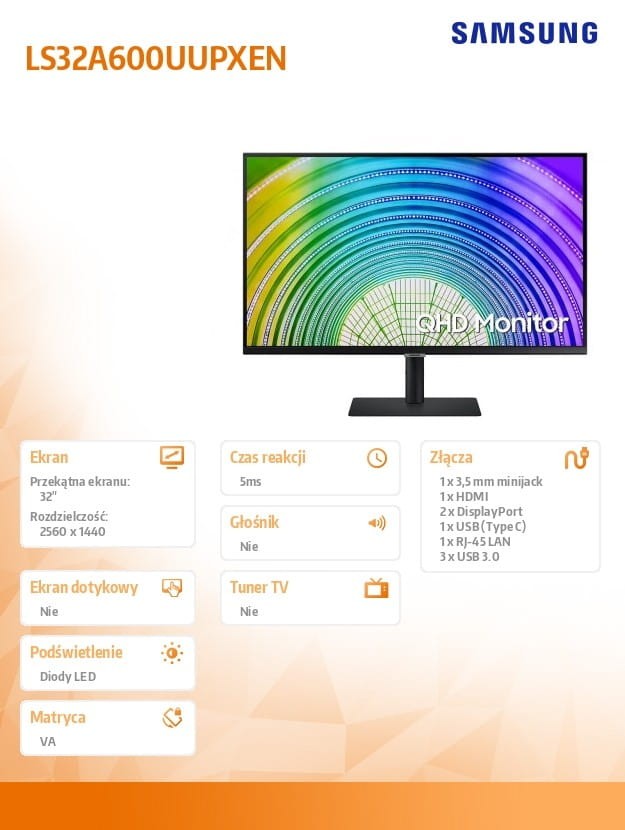 SAMSUNG
LS32A600UUPXEN
QHD Monitor
Ekran
Przekątna ekranu:
32"
Rozdzielczość:
2560 x 1440
Ekran dotykowy
Nie
Podświetlenie
Diody LED
Matryca
VA
Czas reakcji
5ms
Głośnik
Nie
Tuner TV
Nie
Złącza
1 x 3,5 mm minijack
1 x HDMI
2 x DisplayPort
1 x USB (Type C)
1 x RJ-45 LAN
3 x USB 3.0